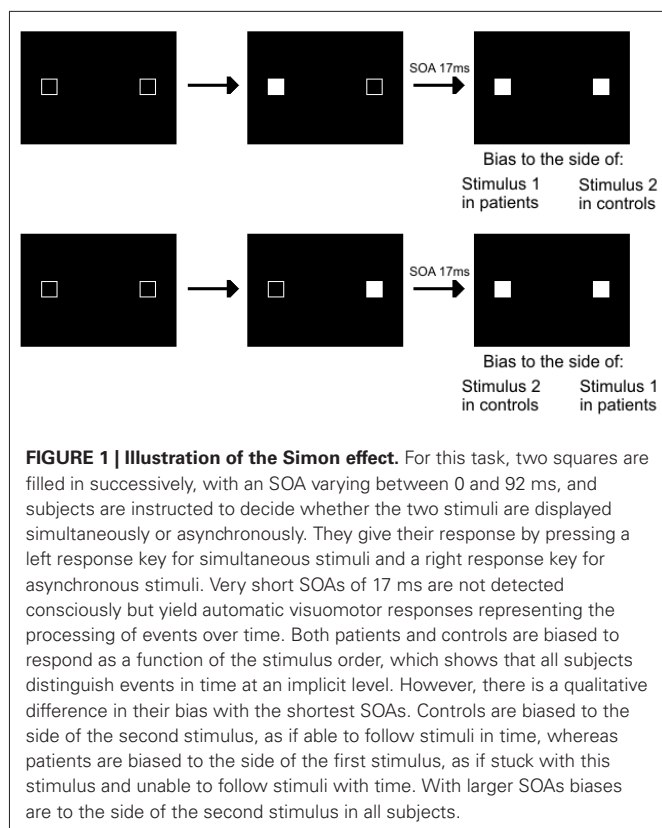 SOA 17ms
Bias to the side of:
Stimulus 1 Stimulus 2
in patients in controls
SOA 17ms
Bias to the side of:
Stimulus 2 Stimulus 1
in controls in patients
FIGURE 1 | Illustration of the Simon effect. For this task, two squares are
filled in successively, with an SOA varying between 0 and 92 ms, and
subjects are instructed to decide whether the two stimuli are displayed
simultaneously or asynchronously. They give their response by pressing a
left response key for simultaneous stimuli and a right response key for
asynchronous stimuli. Very short SOAs of 17 ms are not detected
consciously but yield automatic visuomotor responses representing the
processing of events over time. Both patients and controls are biased to
respond as a function of the stimulus order, which shows that all subjects
distinguish events in time at an implicit level. However, there is a qualitative
difference in their bias with the shortest SOAs. Controls are biased to the
side of the second stimulus, as if able to follow stimuli in time, whereas
patients are biased to the side of the first stimulus, as if stuck with this
stimulus and unable to follow stimuli with time. With larger SOAs biases
are to the side of the second stimulus in all subjects.